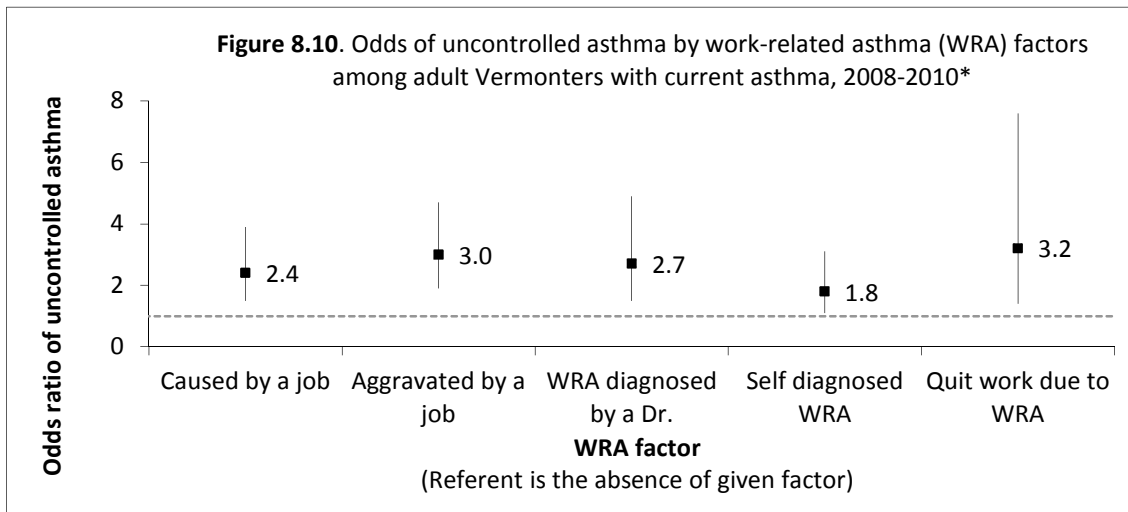 Figure 8.10. Odds of uncontrolled asthma by work-related asthma (WRA) factors
among adult Vermonters with current asthma, 2008-2010*
Odds ratio of uncontrolled asthma
8
6
4
2
0
2.4
3.0
2.7
1.8
3.2
Caused by a job
Aggravated by a
job
WRA diagnosed
by a Dr.
Self diagnosed
WRA
Quit work due to
WRA
WRA factor
(Referent is the absence of given factor)